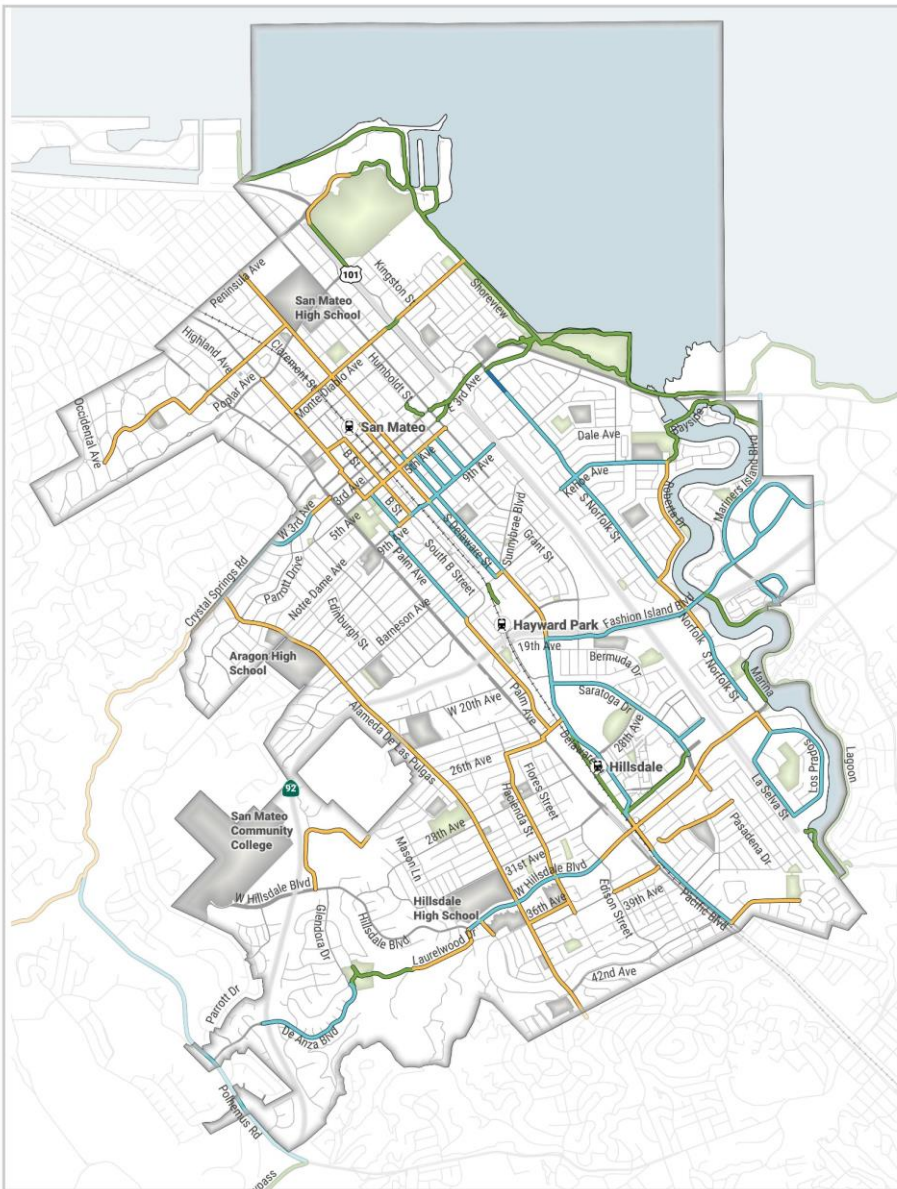 101
Peninsula Ave
Kingston St
Shoreview
San Mateo
High School
Highland Ave
Claremont St
Poplar Ave
Monte Diablo Ave
Humboldt St
Occidental Ave
E 3rd Ave
San Mateo
Bayside
Dale Ave
B St
5th Ave
9th Ave
Kehoe Ave
Mariners Island Blvd
3rd Ave
W 3rd Ave
B St
Roberta Dr
S Norfolk St
5th Ave
9th Ave
S Delaware St
Sunnybrae Blvd
Grant St
Palm Ave
South B Street
Crystal Springs Rd
Parrott Drive
Notre Dame Ave
Edinburgh St
Barneson Ave
Hayward Park
Fashion Island Blvd
Norfolk
19th Ave
Aragon High
School
Bermuda Dr
S Norfolk St
Marina
Saratoga Dr
W 20th Ave
Palm Ave
Alameda De Las Pulgas
Delaware
28th Ave
26th Ave
Hillsdale
Los Prados
Lagoon
Flores Street
Hacienda St
La Selva St
92
San Mateo
Community
College
28th Ave
Mason Ln
Pasadena Dr
31st Ave
W Hillsdale Blvd
W Hillsdale Blvd
Hillsdale
High School
36th Ave
Edison Street
39th Ave
Pacific Blvd
Glendora Dr
Hillsdale Blvd
Laurelwood Dr
42nd Ave
Parrott Dr
De Anza Blvd
Polhemus Rd
pass